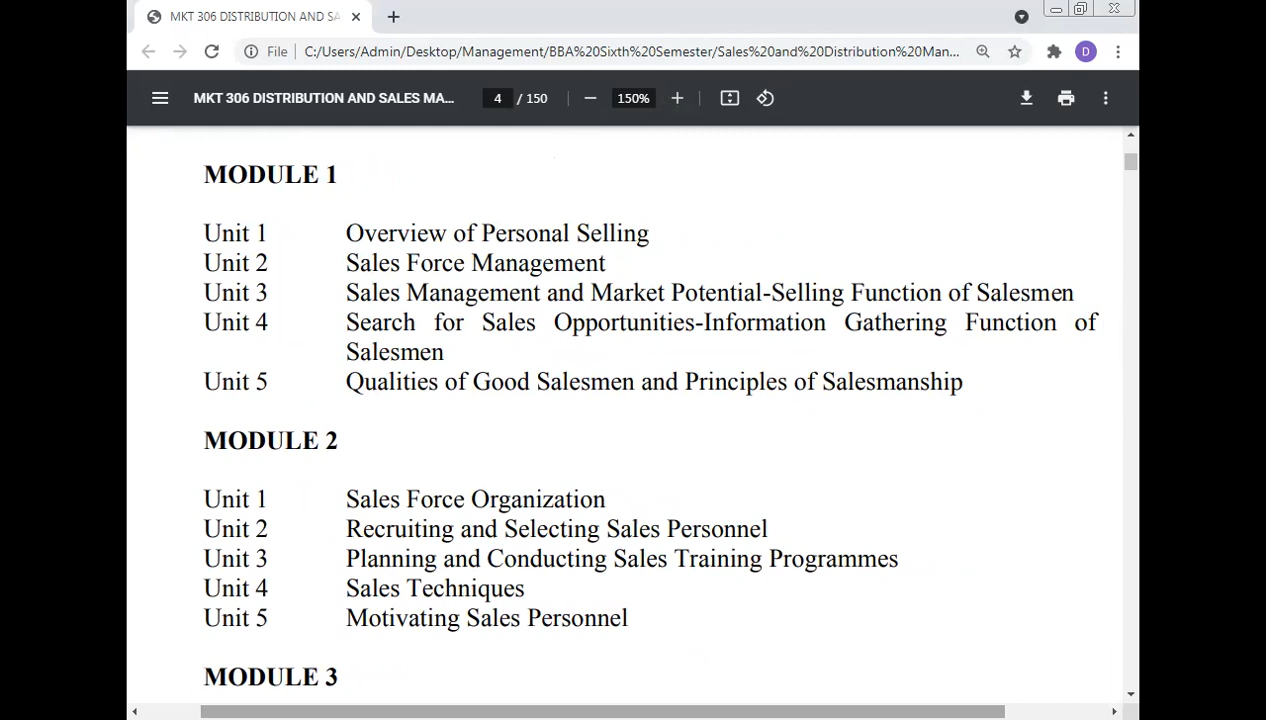 MKT 306 DISTRIBUTION AND SA
File C:/Users/Admin/Desktop/Management/BBA%20Sixth%20Semester/Sales%20and%20Distribution%20Man...
D
MKT 306 DISTRIBUTION AND SALES MA...
4 / 150
150%
MODULE 1
Unit 1 Overview of Personal Selling
Unit 2 Sales Force Management
Unit 3 Sales Management and Market Potential-Selling Function of Salesmen
Unit 4 Search for Sales Opportunities-Information Gathering Function of
Salesmen
Unit 5 Qualities of Good Salesmen and Principles of Salesmanship
MODULE 2
Unit 1 Sales Force Organization
Unit 2 Recruiting and Selecting Sales Personnel
Unit 3 Planning and Conducting Sales Training Programmes
Unit 4 Sales Techniques
Unit 5 Motivating Sales Personnel
MODULE 3